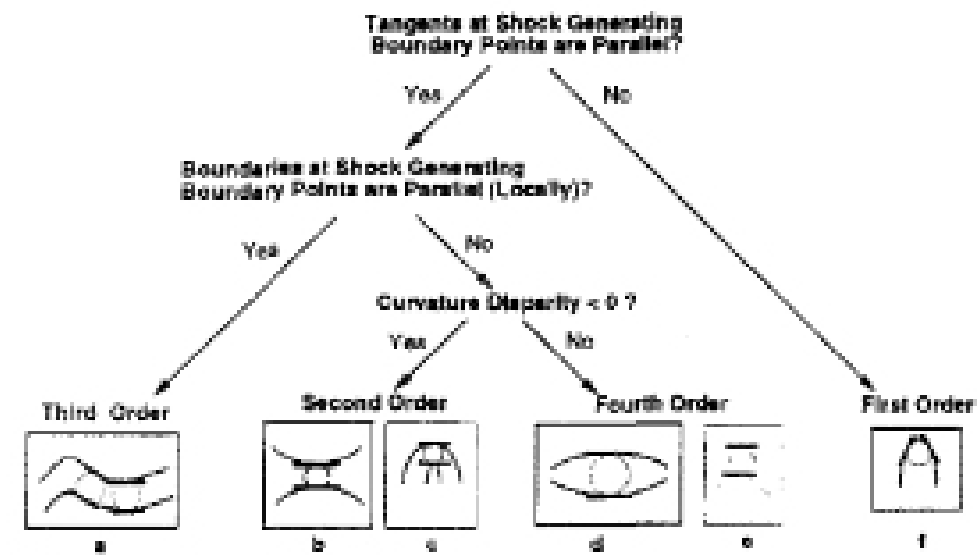 Tangents at Shock Generating
Boundary Points are Parallel?
Yes
No
Boundaries at Shock Generating
Boundary Points are Parallel (Locally)?
Yes
No
Curvature Disparity < 0 ?
Yes
No
Third Order
Second Order
Fourth Order
First Order
a
b
c
d
e
f